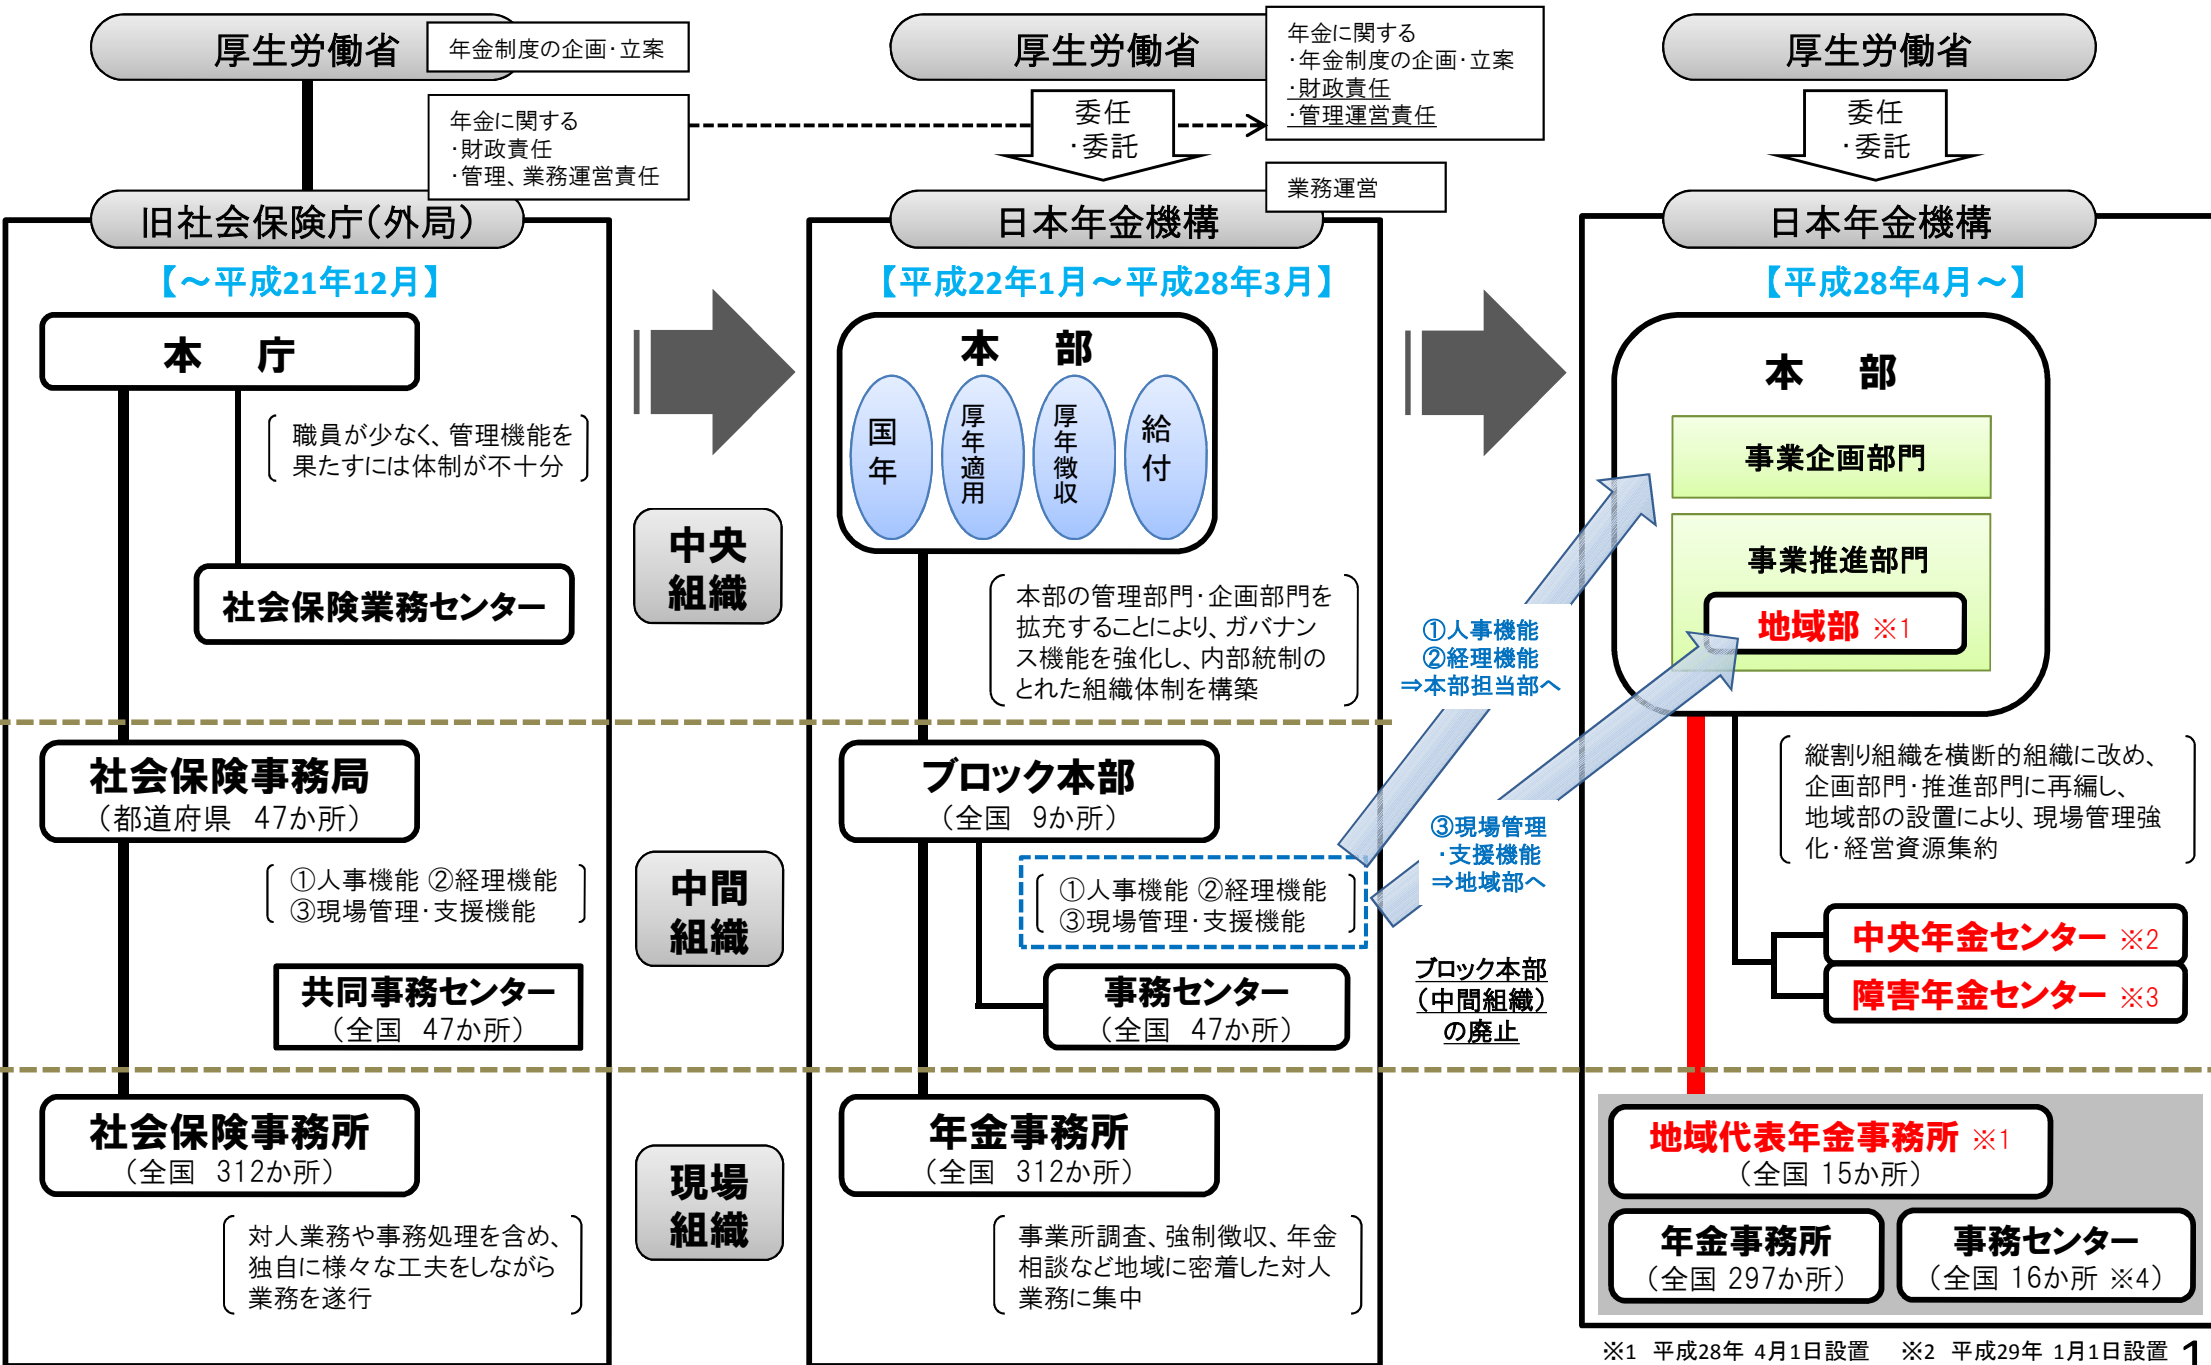 厚生労働省
年金制度の企画・立案
年金に関する
・財政責任
・管理、業務運営責任
旧社会保険庁（外局）
【～平成21年12月】
本　庁
職員が少なく、管理機能を
果たすには体制が不十分
社会保険業務センター
社会保険事務局
（都道府県　47か所）
①人事機能 ②経理機能
③現場管理・支援機能
共同事務センター
（全国　47か所）
社会保険事務所
（全国　312か所）
対人業務や事務処理を含め、
独自に様々な工夫をしながら
業務を遂行
中央
組織
中間
組織
現場
組織
厚生労働省
年金に関する
・年金制度の企画・立案
・財政責任
・管理運営責任
委任
・委託
業務運営
日本年金機構
【平成22年1月～平成28年3月】
本　部
国年
厚年適用
厚年徴収
給付
本部の管理部門・企画部門を
拡充することにより、ガバナン
ス機能を強化し、内部統制の
とれた組織体制を構築
ブロック本部
（全国　9か所）
①人事機能 ②経理機能
③現場管理・支援機能
事務センター
（全国　47か所）
年金事務所
（全国　312か所）
事業所調査、強制徴収、年金
相談など地域に密着した対人
業務に集中
①人事機能
②経理機能
⇒本部担当部へ
③現場管理
・支援機能
⇒地域部へ
ブロック本部
（中間組織）
の廃止
厚生労働省
委任
・委託
日本年金機構
【平成28年4月～】
本　部
事業企画部門
事業推進部門
地域部 ※1
縦割り組織を横断的組織に改め、
企画部門・推進部門に再編し、
地域部の設置により、現場管理強
化・経営資源集約
中央年金センター ※2
障害年金センター ※3
地域代表年金事務所 ※1
（全国 15か所）
年金事務所
（全国 297か所）
事務センター
（全国 16か所 ※4）
※1　平成28年 4月1日設置　※2　平成29年 1月1日設置
1